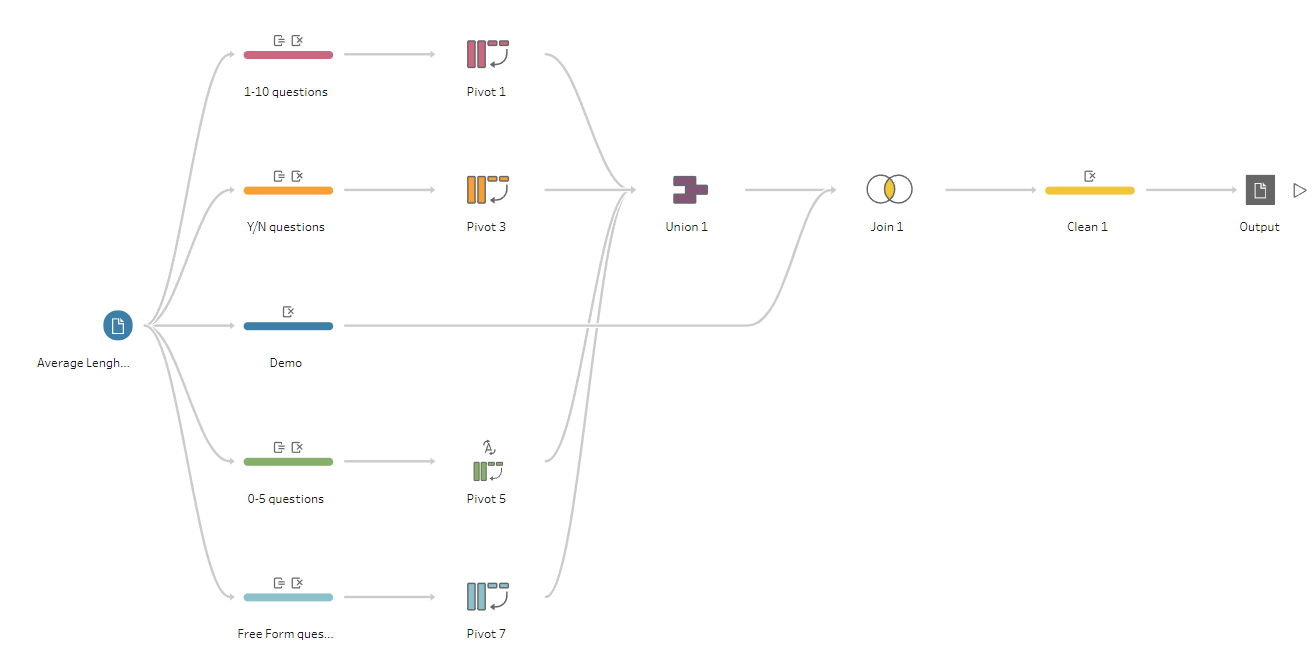 1-10 questions
Pivot 1
Y/N questions
Pivot 3
Union 1
Join 1
Clean 1
Output
Average Lengh...
Demo
0-5 questions
Pivot 5
Free Form ques...
Pivot 7